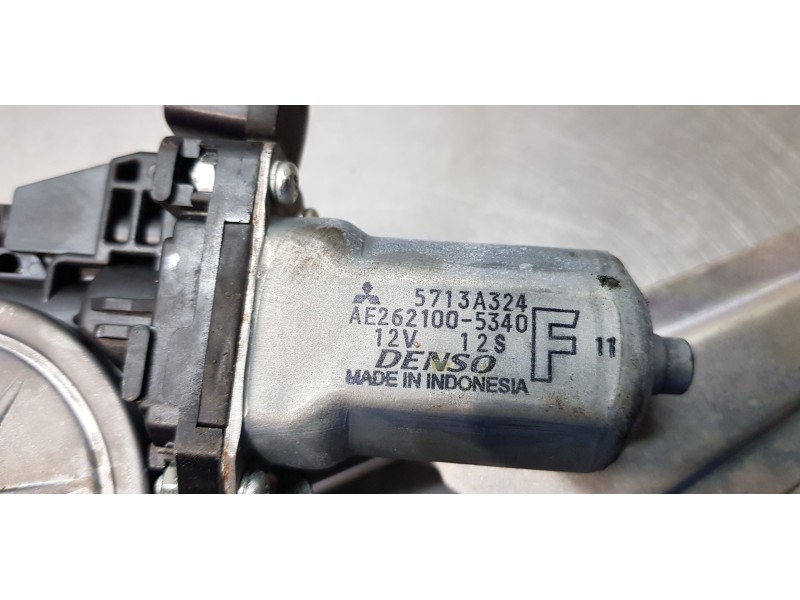 5713A324
AE262100-5340
12V. 12S
DENSO
MADE IN INDONESIA
F
11